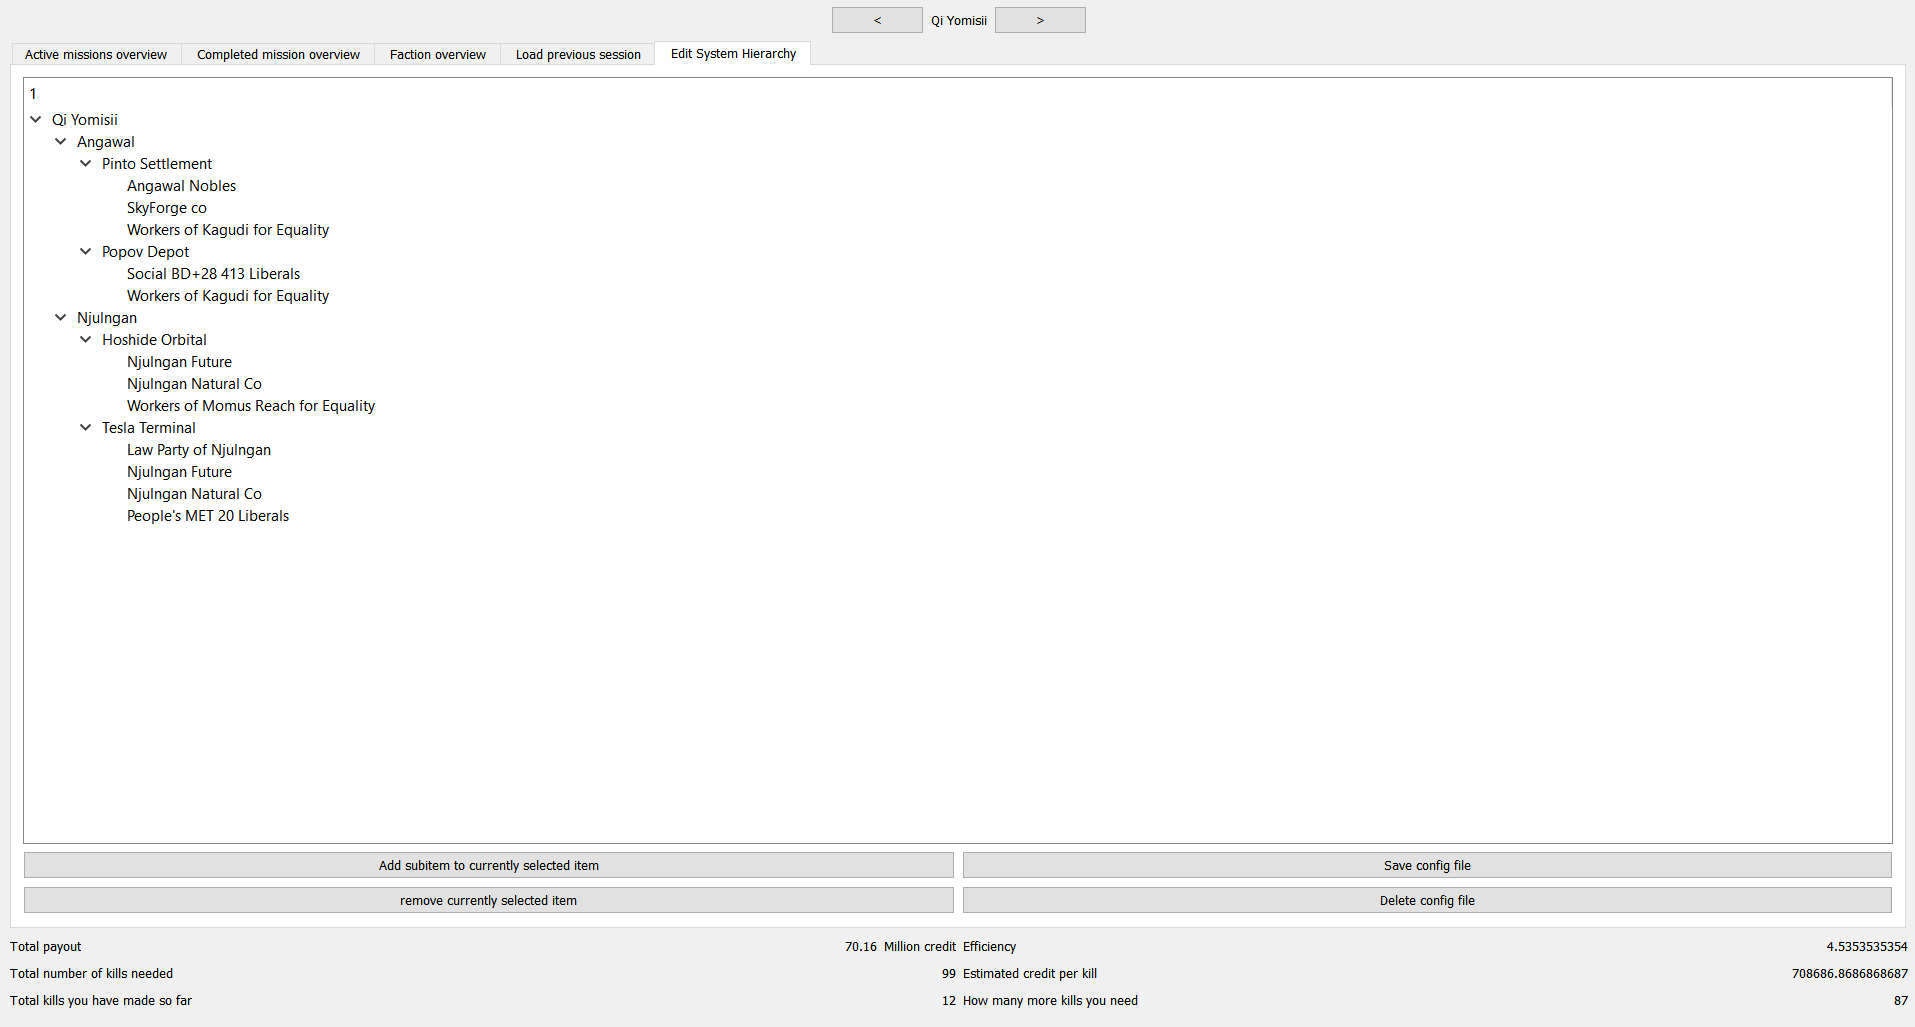 < Qi Yomisii >
Active missions overview Completed mission overview Faction overview Load previous session Edit System Hierarchy
1
Qi Yomisii
Angawal
Pinto Settlement
Angawal Nobles
SkyForge co
Workers of Kagudi for Equality
Popov Depot
Social BD+28 413 Liberals
Workers of Kagudi for Equality
Njulngan
Hoshide Orbital
Njulngan Future
Njulngan Natural Co
Workers of Momus Reach for Equality
Tesla Terminal
Law Party of Njulngan
Njulngan Future
Njulngan Natural Co
People's MET 20 Liberals
Add subitem to currently selected item Save config file
remove currently selected item Delete config file
Total payout 70.16 Million credit Efficiency 4.5353535354
Total number of kills needed 99 Estimated credit per kill 708686.8686868687
Total kills you have made so far 12 How many more kills you need 87